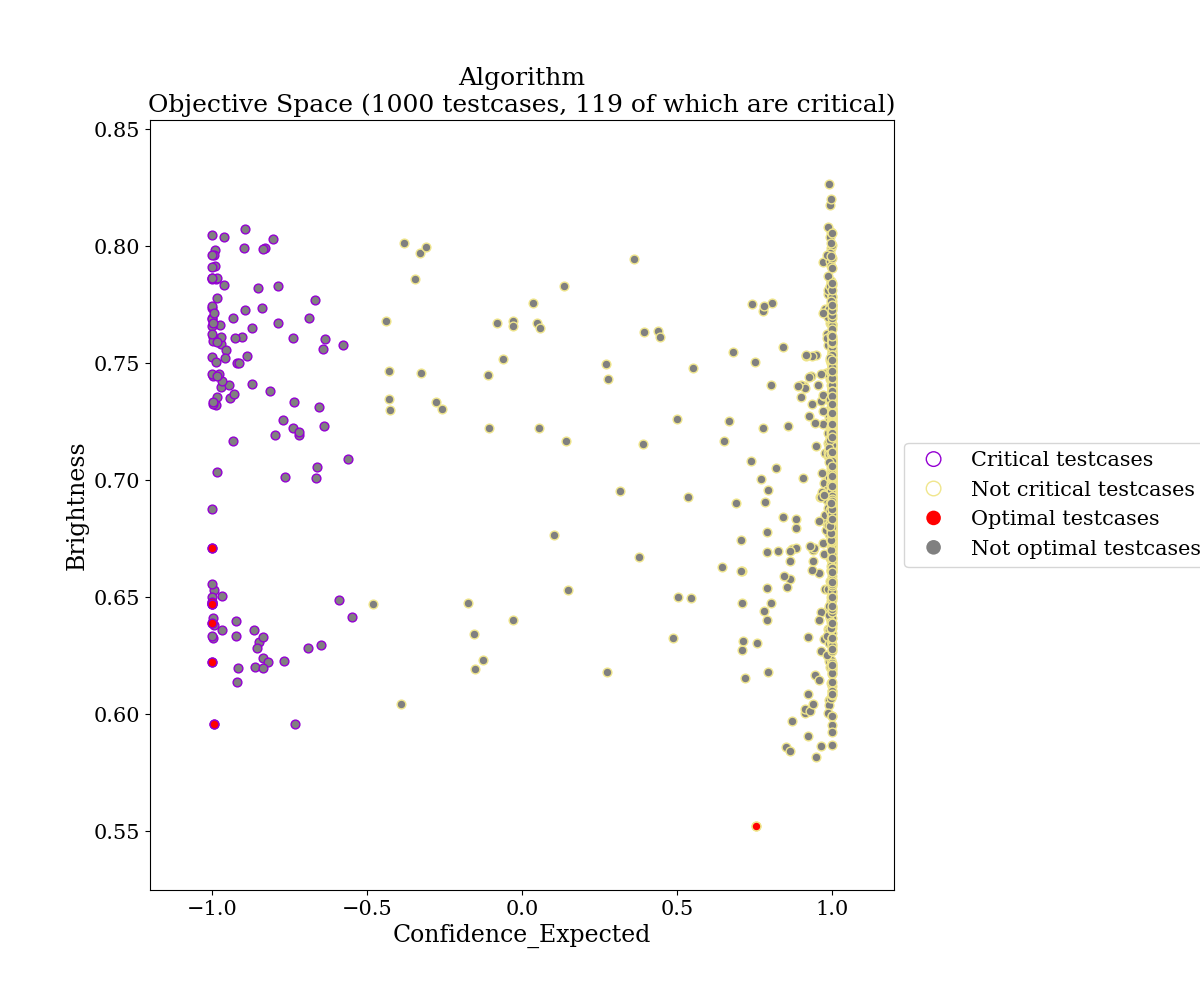 Algorithm
Objective Space (1000 testcases, 119 of which are critical)
0.85
0.80
0.75
0.70
0.65
0.60
0.55
Brightness
−1.0
−0.5
0.0
0.5
1.0
Confidence_Expected
Critical testcases
Not critical testcases
Optimal testcases
Not optimal testcases